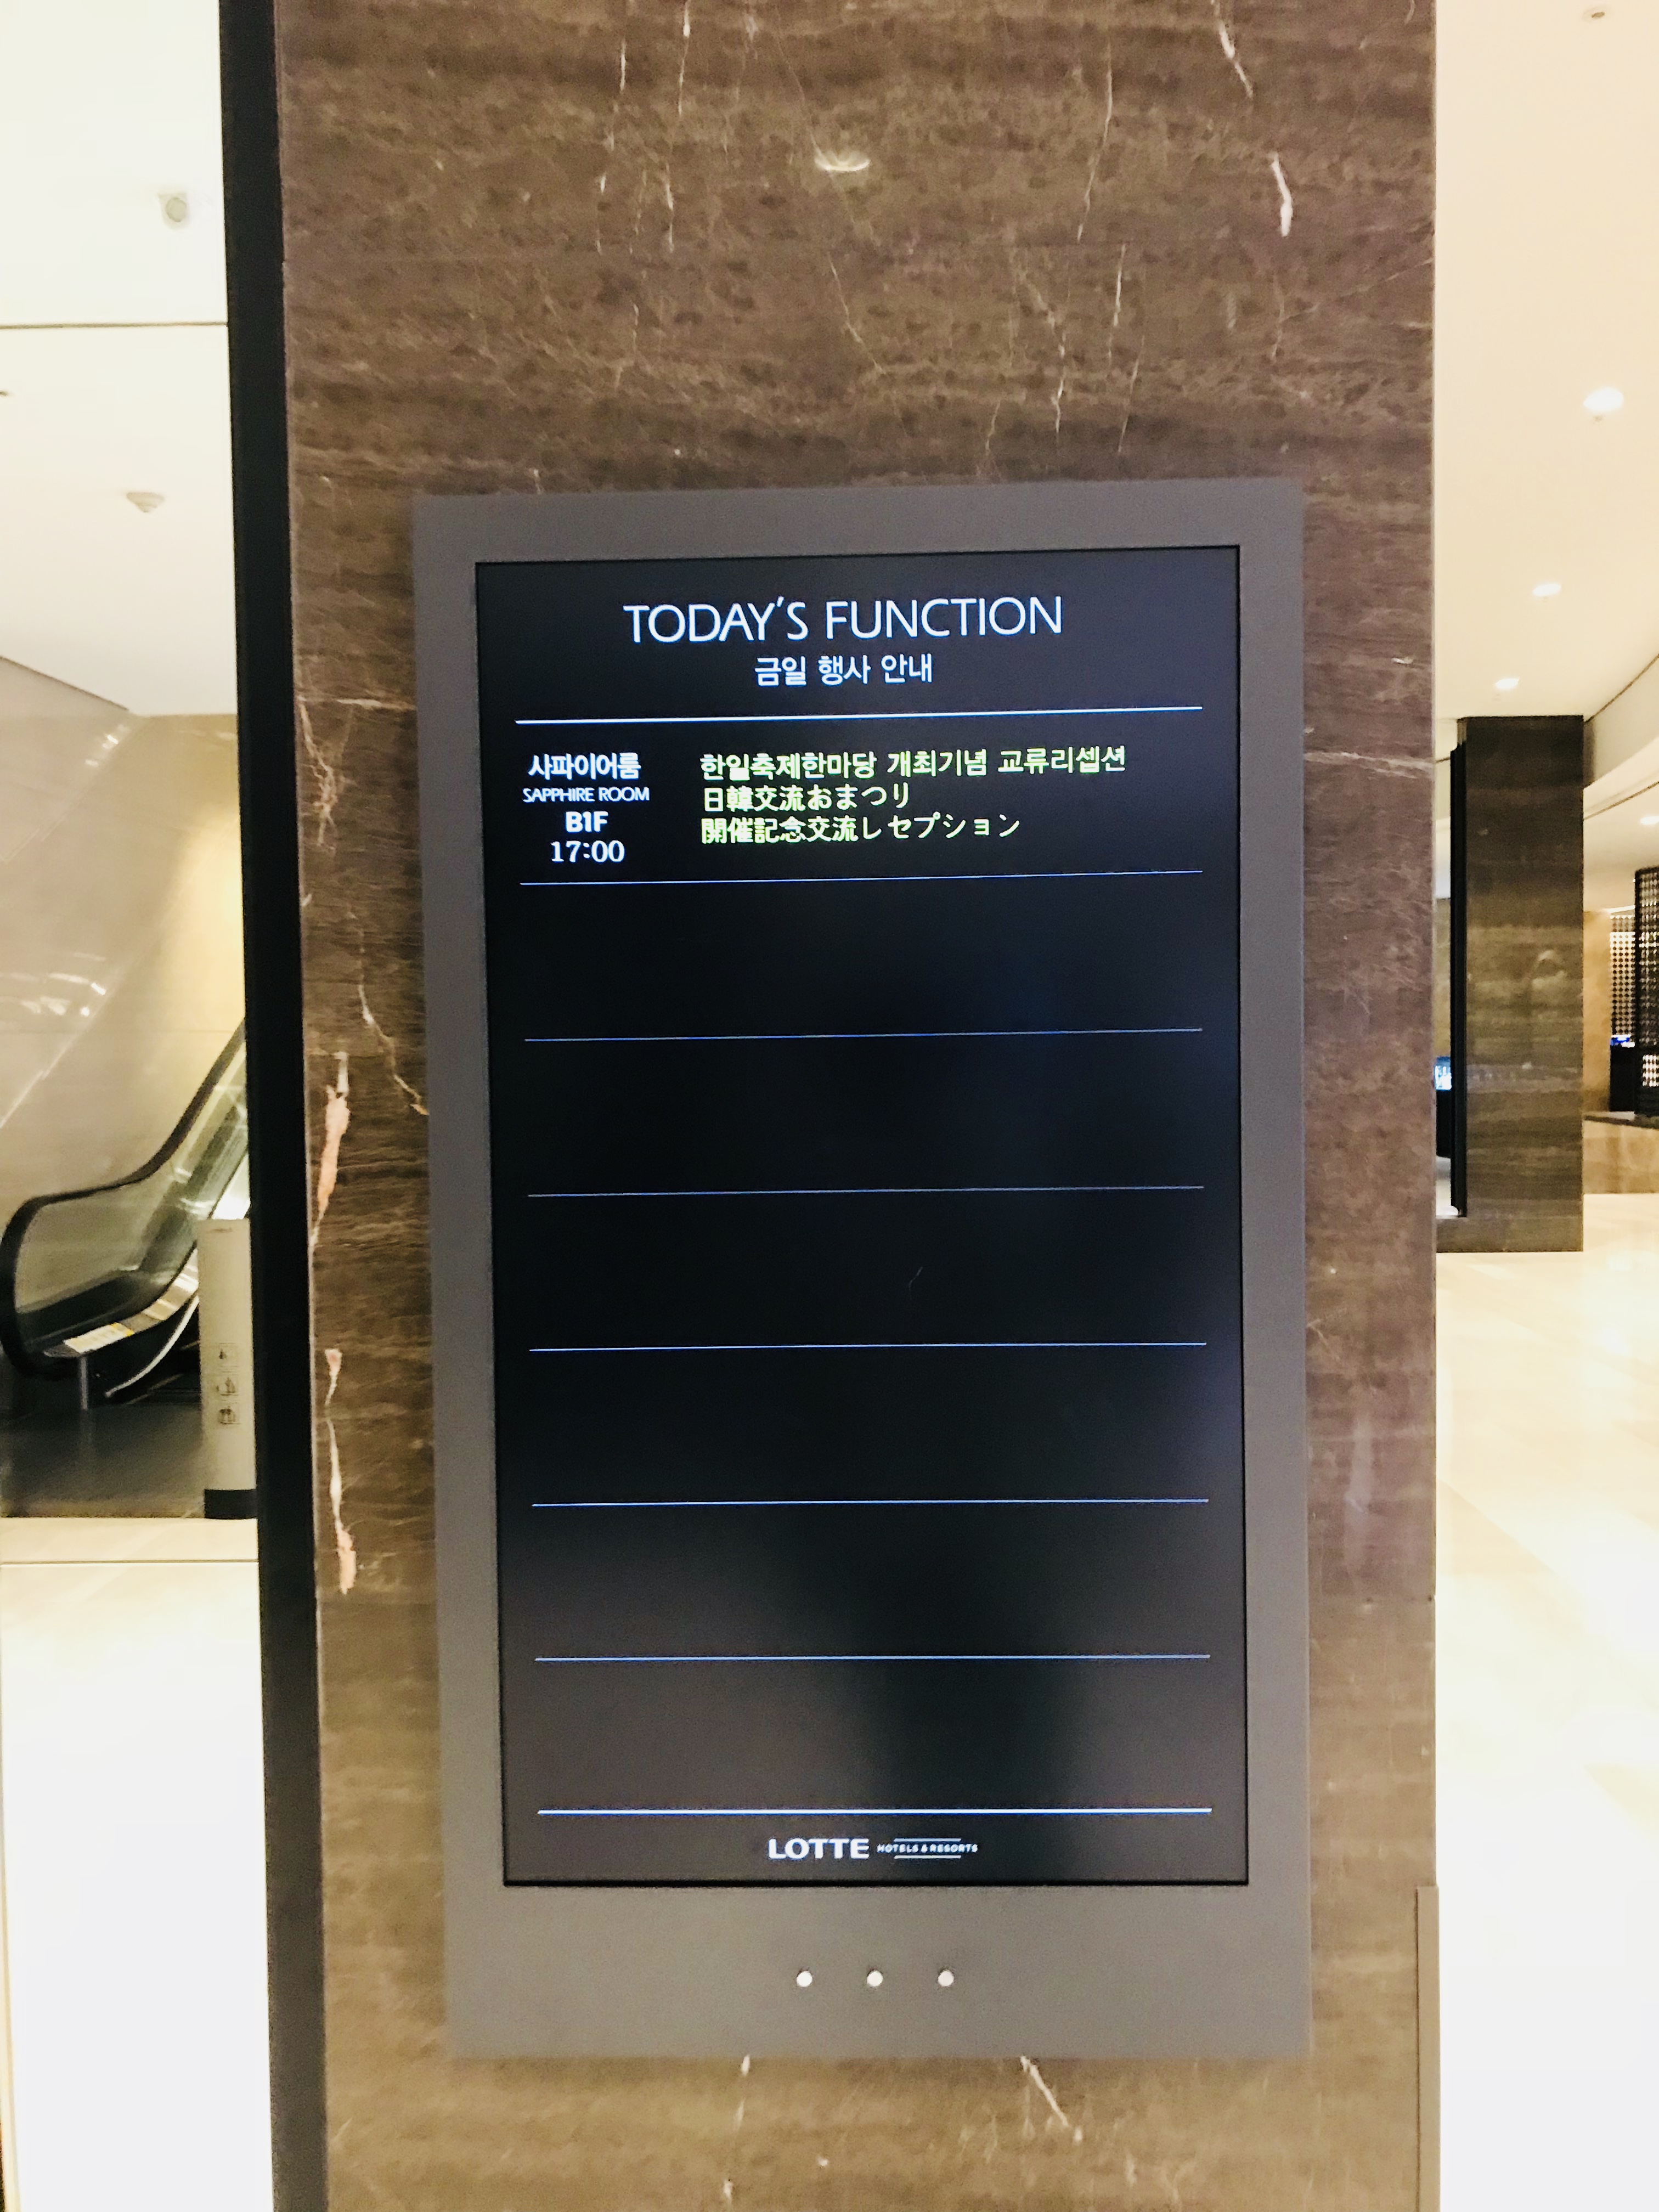 TODAY'S FUNCTION
금일 행사 안내
사파이어룸
SAPPHIRE ROOM
B1F
17:00
한일축제한마당 개최기념 교류리셉션
日韓交流おまつり
開催記念交流レセプション
LOTTE HOTELS & RESORTS